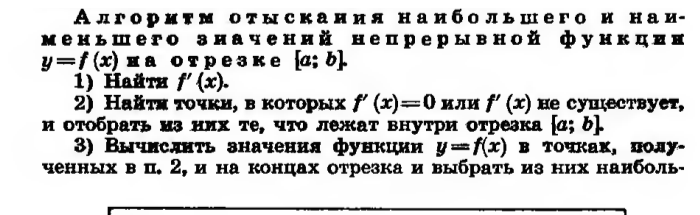 Алгоритм отыскания наибольшего и наи-
меньшего значений непрерывной функции
y=f (x) на отрезке [a; b].
1) Найти f′ (x).
2) Найти точки, в которых f′ (x)=0 или f′ (x) не существует,
и отобрать из них те, что лежат внутри отрезка [a; b].
3) Вычислить значения функции y=f(x) в точках, полу-
ченных в п. 2, и на концах отрезка и выбрать из них наиболь-